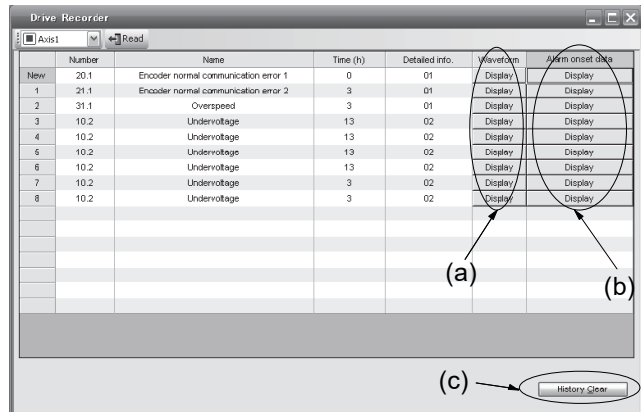 Drive Recorder
Axis1 Read
Number Name Time (h) Detailed info. Waveform Alarm onset data
New 20.1 Encoder normal communication error 1 0 01 Display Display
1 21.1 Encoder normal communication error 2 3 01 Display Display
2 31.1 Overspeed 3 01 Display Display
3 10.2 Undervoltage 13 02 Display Display
4 10.2 Undervoltage 13 02 Display Display
5 10.2 Undervoltage 13 02 Display Display
6 10.2 Undervoltage 13 02 Display Display
7 10.2 Undervoltage 3 02 Display Display
8 10.2 Undervoltage 3 02 Display Display
(a)
(b)
(c) History Clear